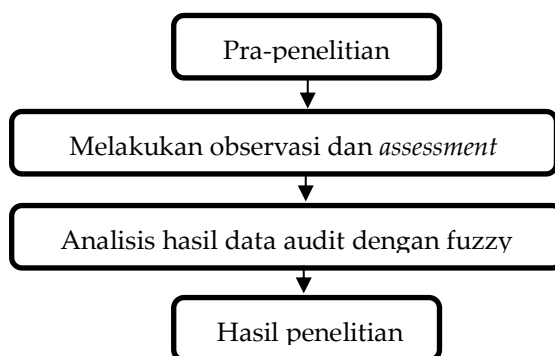 Pra-penelitian
Melakukan observasi dan assessment
Analisis hasil data audit dengan fuzzy
Hasil penelitian